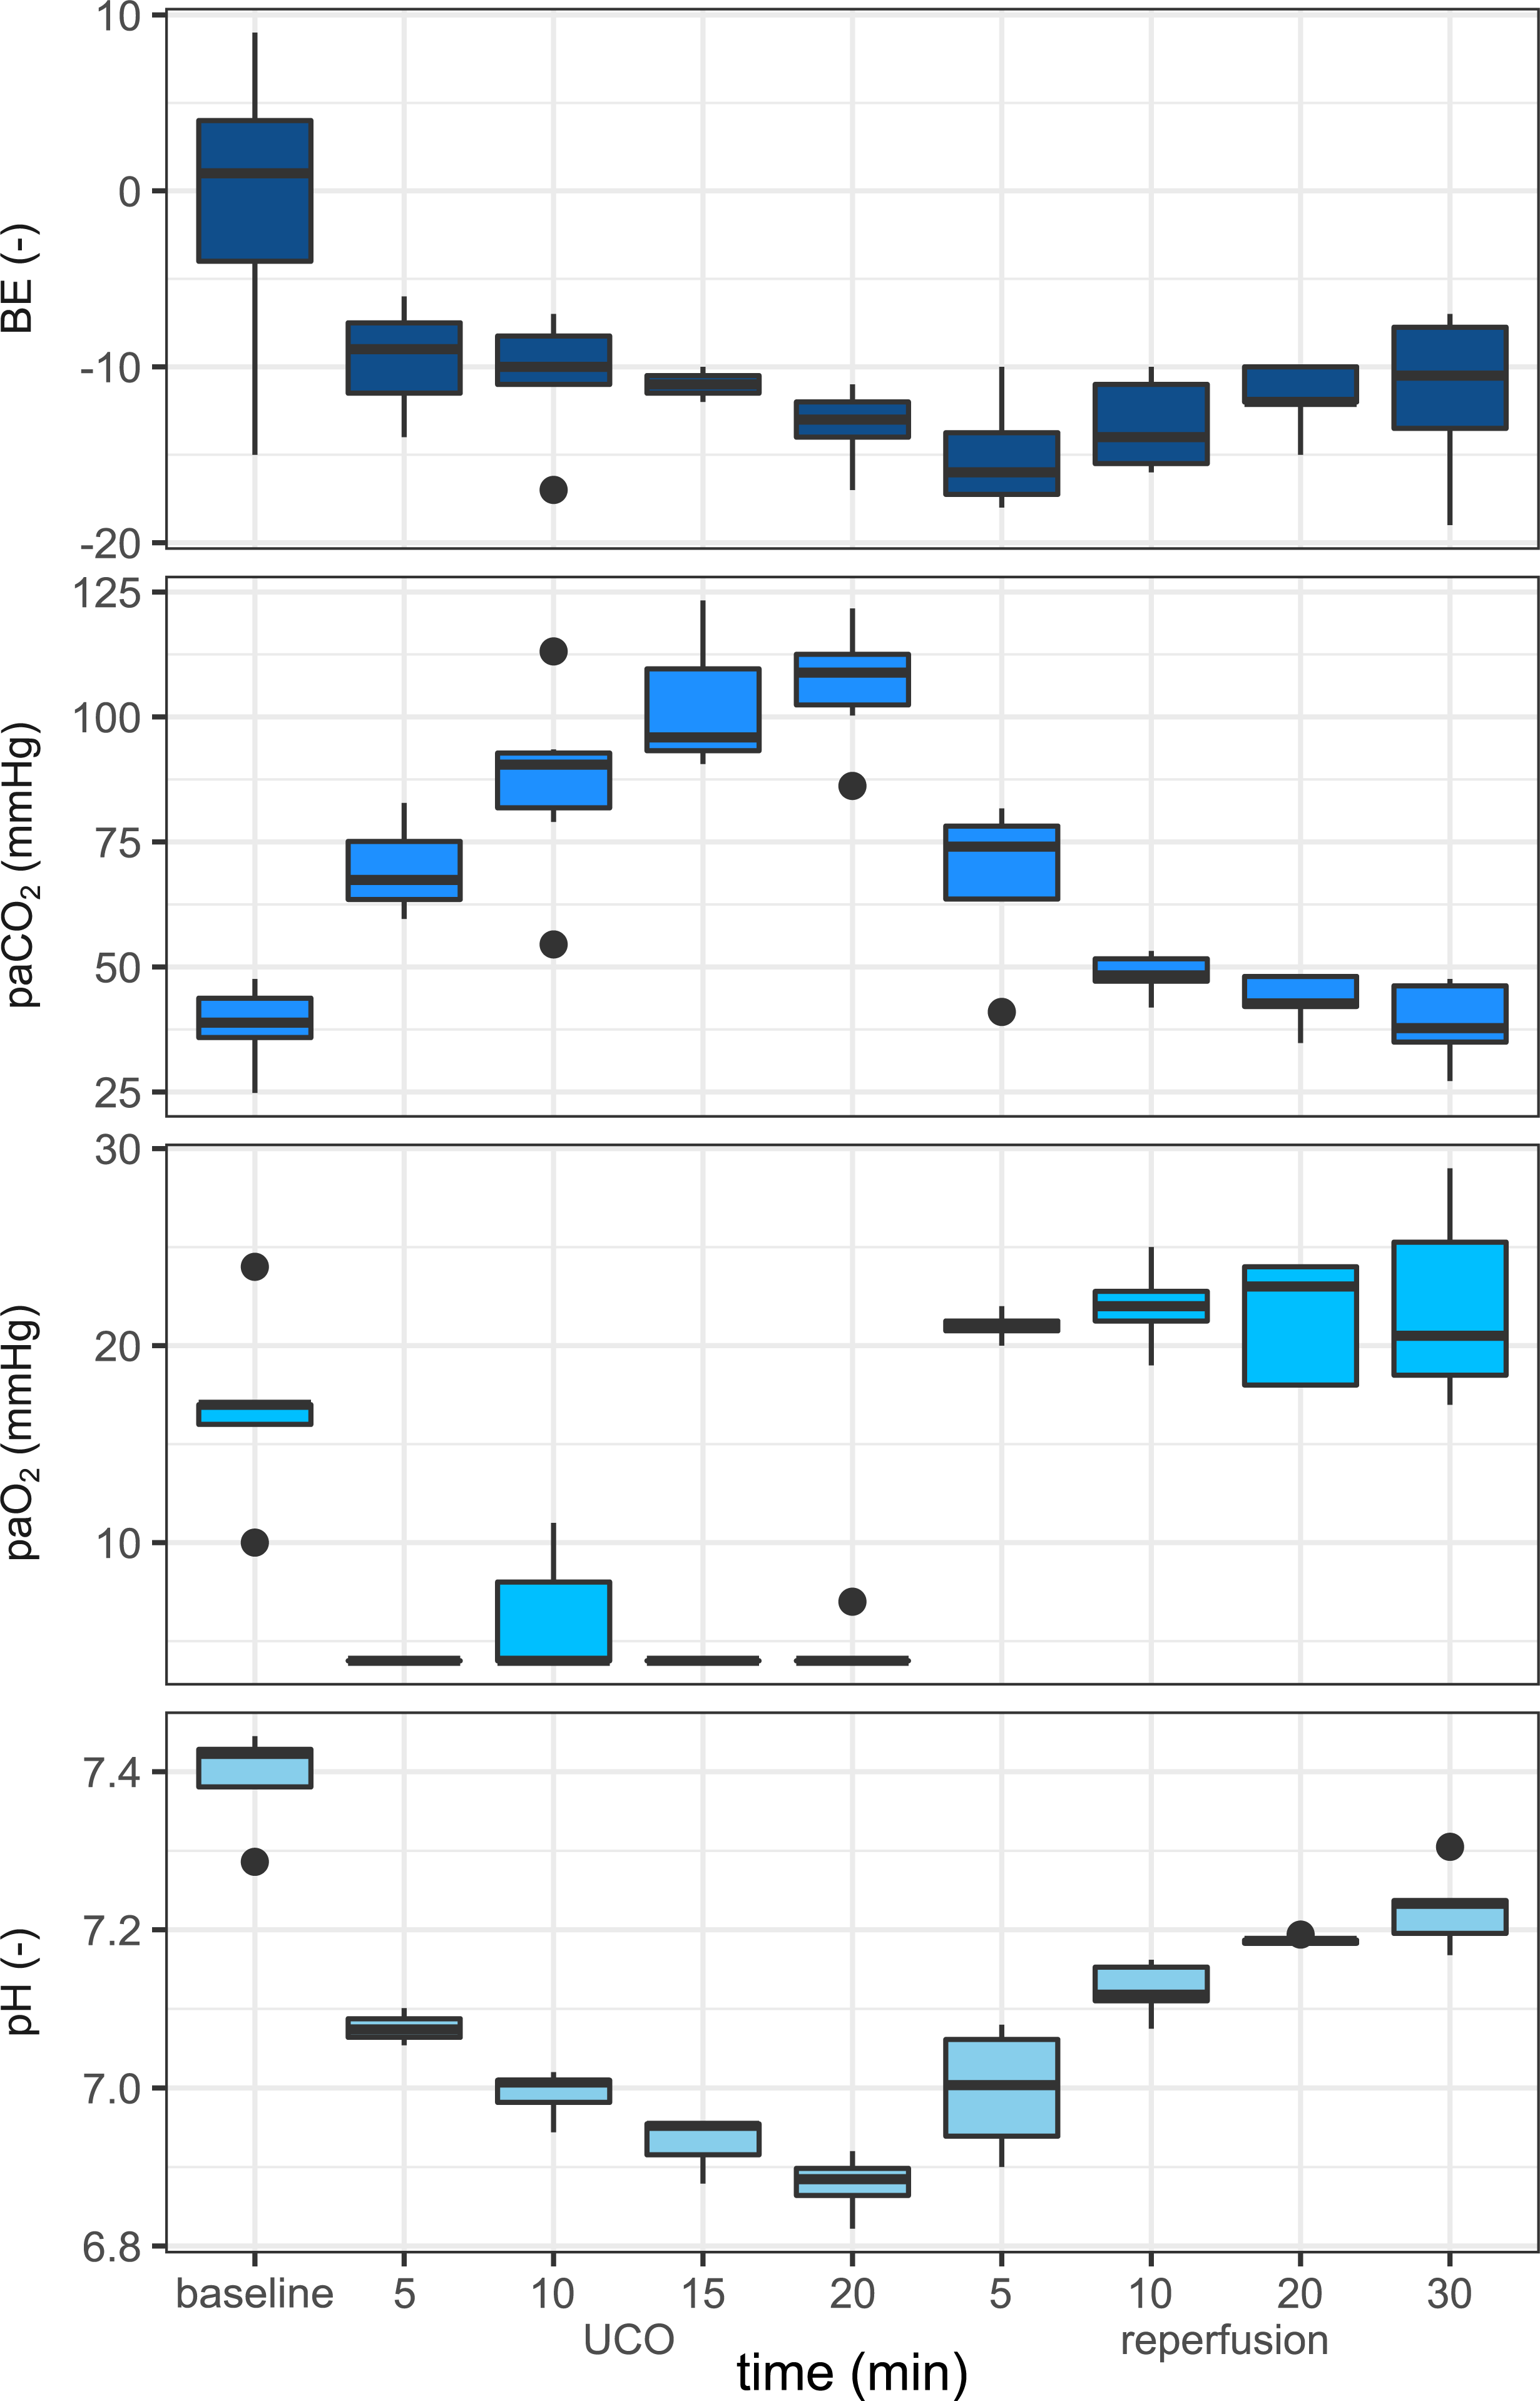 BE (-)
10
0
-10
-20
paCO₂ (mmHg)
125
100
75
50
25
paO₂ (mmHg)
30
20
10
pH (-)
7.4
7.2
7.0
6.8
baseline 5 10 15 20 5 10 20 30
UCO reperfusion
time (min)